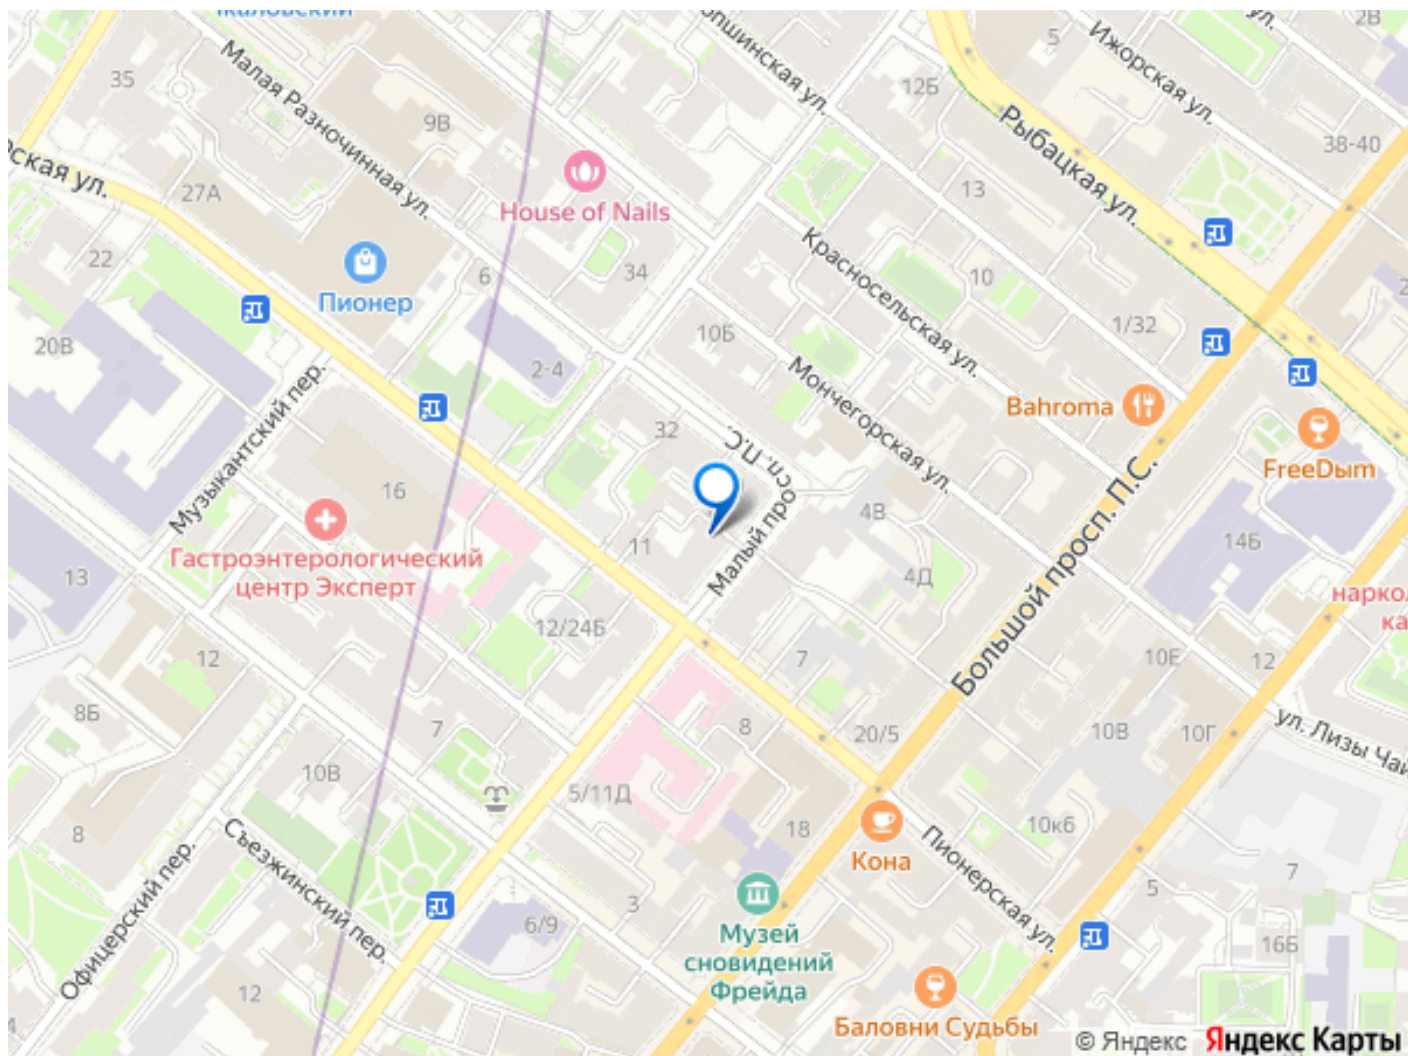 Чкаловский
Малая Разночинная ул.
35
9В
27А
22
ская ул.
20В
Пионер
6
House of Nails
34
2-4
пшинская ул.
12Б
5
2В
ул.
Ижорская ул.
38-40
Рыбацкая ул.
13
10
Красносельская ул.
1/32
10Б
Мончегорская ул.
Bahroma
FreeDым
32
просп. П.С.
Малый
11
4В
4Д
14Б
Большой просп. П.С.
нарко
ка
Музыкантский пер.
16
Гастроэнтерологический
центр Эксперт
13
12
12/24Б
7
8Б
7
10В
8
8
5/11Д
20/5
18
10Е
12
10В
10Г
ул. Лизы Чай
10к6
7
5
Кона
Пионерская ул.
Съезжинский пер.
Офицерский пер.
3
6/9
12
4
Музей
сновидений
Фрейда
16Б
Баловни Судьбы
© Яндекс Яндекс Карты